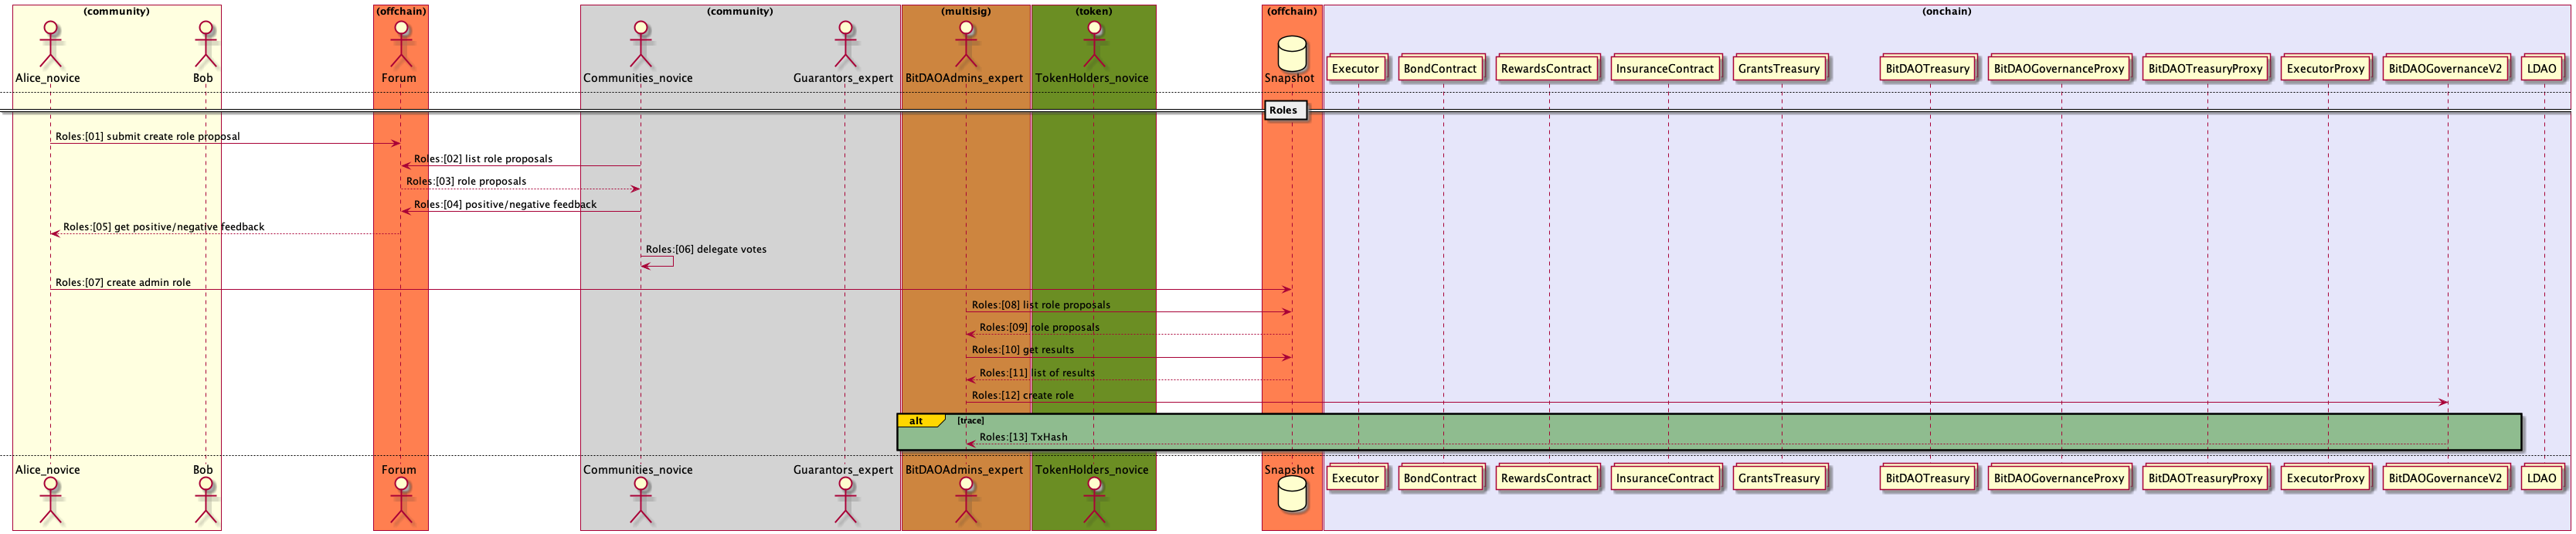 (community)
(offchain)
(community)
(multisig)
(token)
(offchain)
(onchain)
Alice_novice
Bob
Forum
Communities_novice
Guarantors_expert
BitDAOAdmins_expert
TokenHolders_novice
Snapshot
Executor
BondContract
RewardsContract
InsuranceContract
GrantsTreasury
BitDAOTreasury
BitDAOGovernanceProxy
BitDAOTreasuryProxy
ExecutorProxy
BitDAOGovernanceV2
LDAO
Roles
Roles:[01] submit create role proposal
Roles:[02] list role proposals
Roles:[03] role proposals
Roles:[04] positive/negative feedback
Roles:[05] get positive/negative feedback
Roles:[06] delegate votes
Roles:[07] create admin role
Roles:[08] list role proposals
Roles:[09] role proposals
Roles:[10] get results
Roles:[11] list of results
Roles:[12] create role
alt
[trace]
Roles:[13] TxHash
Alice_novice
Bob
Forum
Communities_novice
Guarantors_expert
BitDAOAdmins_expert
TokenHolders_novice
Snapshot
Executor
BondContract
RewardsContract
InsuranceContract
GrantsTreasury
BitDAOTreasury
BitDAOGovernanceProxy
BitDAOTreasuryProxy
ExecutorProxy
BitDAOGovernanceV2
LDAO